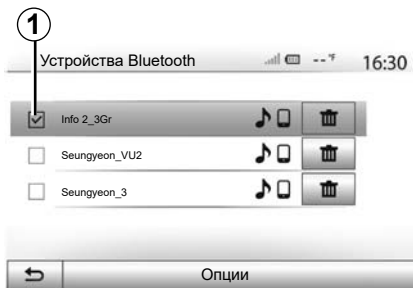 1
Устройства Bluetooth --°F 16:30
Info 2_3Gr
Seungyeon_VU2
Seungyeon_3
Опции